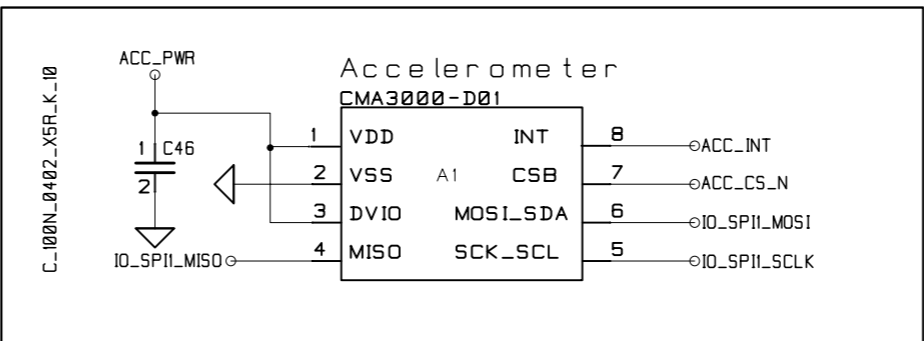 C_100N_0402_X5R_K_10
ACC_PWR
Accelerometer
CMA3000-D01
1 C46
2
1 VDD INT 8 ACC_INT
2 VSS A1 CSB 7 ACC_CS_N
3 DVIO MOSI_SDA 6 IO_SPI1_MOSI
IO_SPI1_MISO 4 MISO SCK_SCL 5 IO_SPI1_SCLK